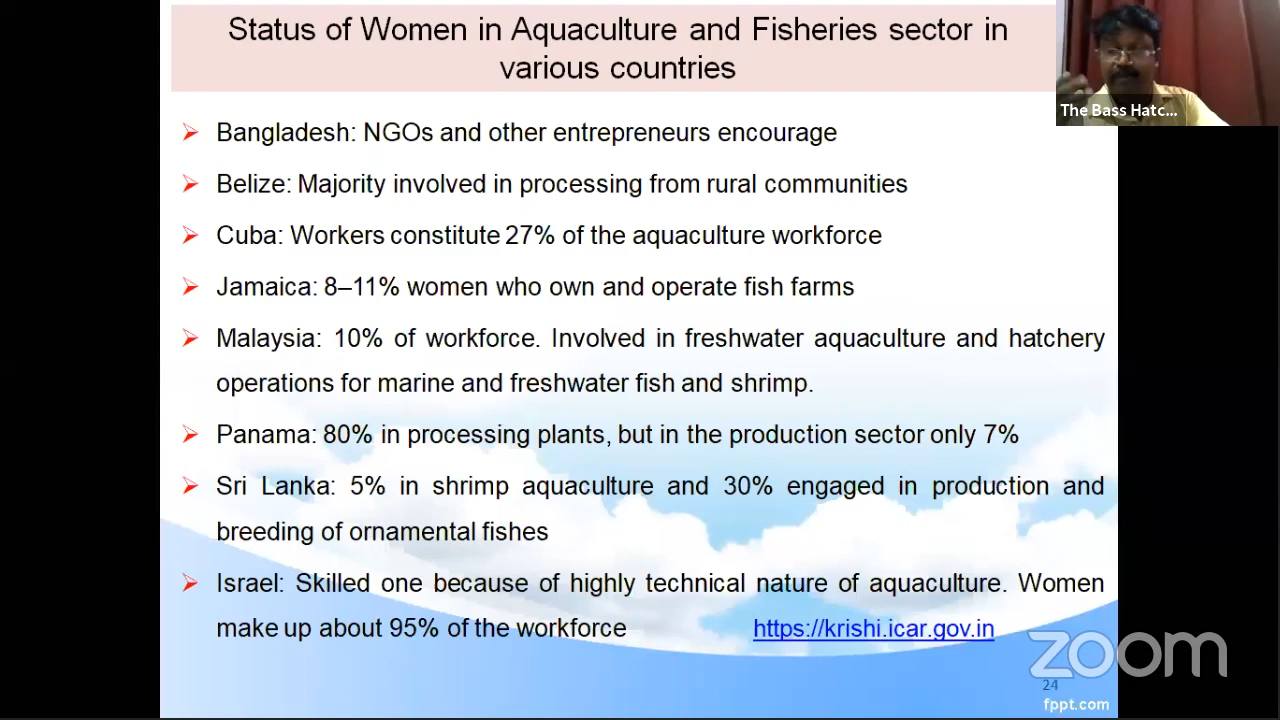 Status of Women in Aquaculture and Fisheries sector in
various countries
The Bass Hatc...
Bangladesh: NGOs and other entrepreneurs encourage
Belize: Majority involved in processing from rural communities
Cuba: Workers constitute 27% of the aquaculture workforce
Jamaica: 8–11% women who own and operate fish farms
Malaysia: 10% of workforce. Involved in freshwater aquaculture and hatchery
operations for marine and freshwater fish and shrimp.
Panama: 80% in processing plants, but in the production sector only 7%
Sri Lanka: 5% in shrimp aquaculture and 30% engaged in production and
breeding of ornamental fishes
Israel: Skilled one because of highly technical nature of aquaculture. Women
make up about 95% of the workforce https://krishi.icar.gov.in
zoom
24
fppt.com